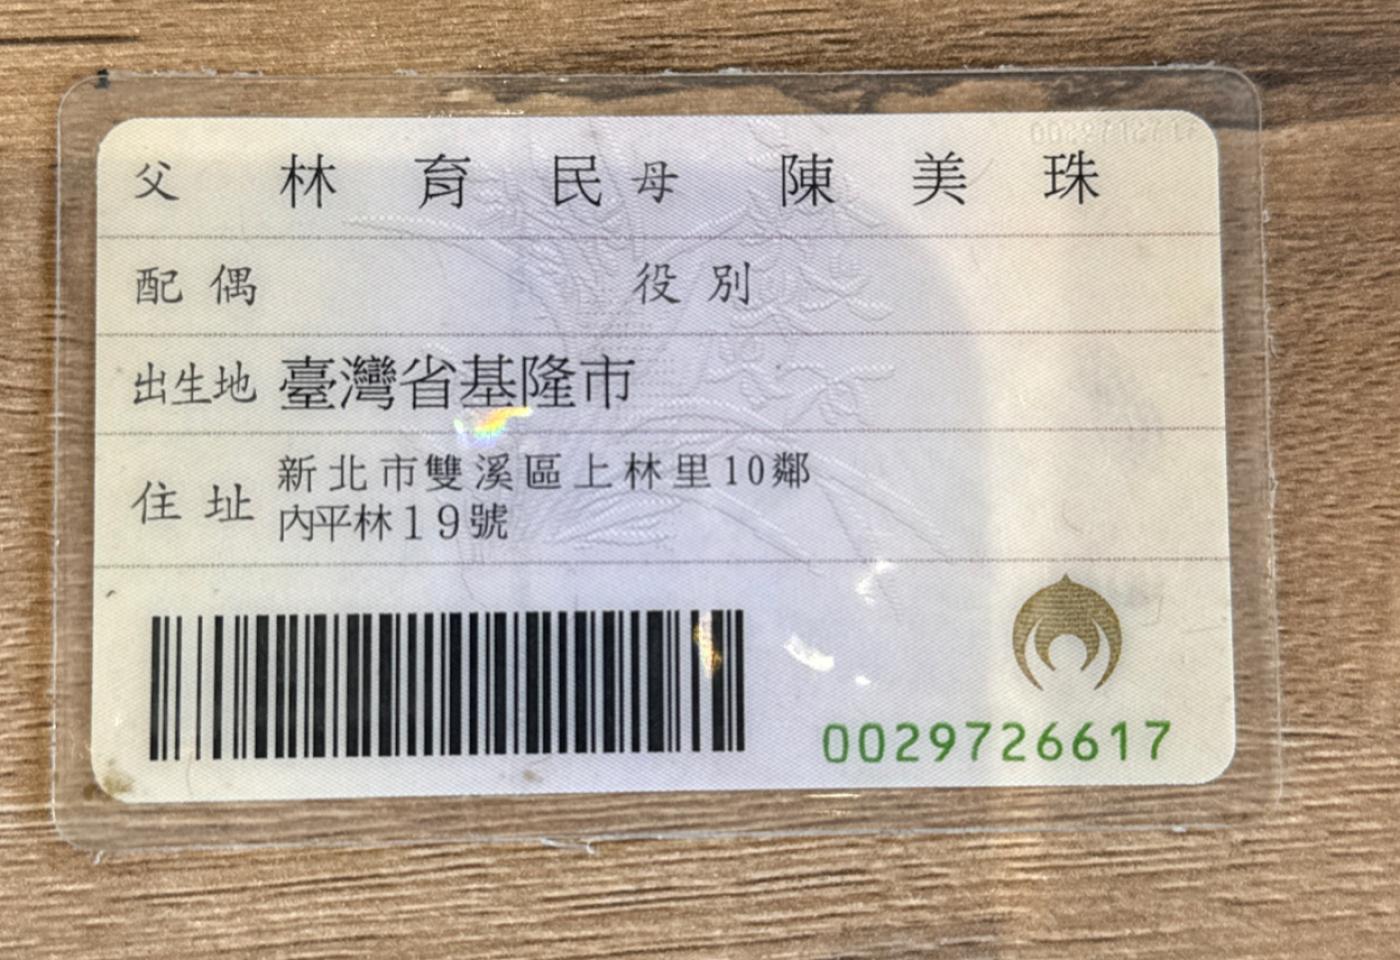 父 林育民 母 陳美珠
配偶 役別
出生地 臺灣省基隆市
住址 新北市雙溪區上林里10鄰
內平林19號
0029726617